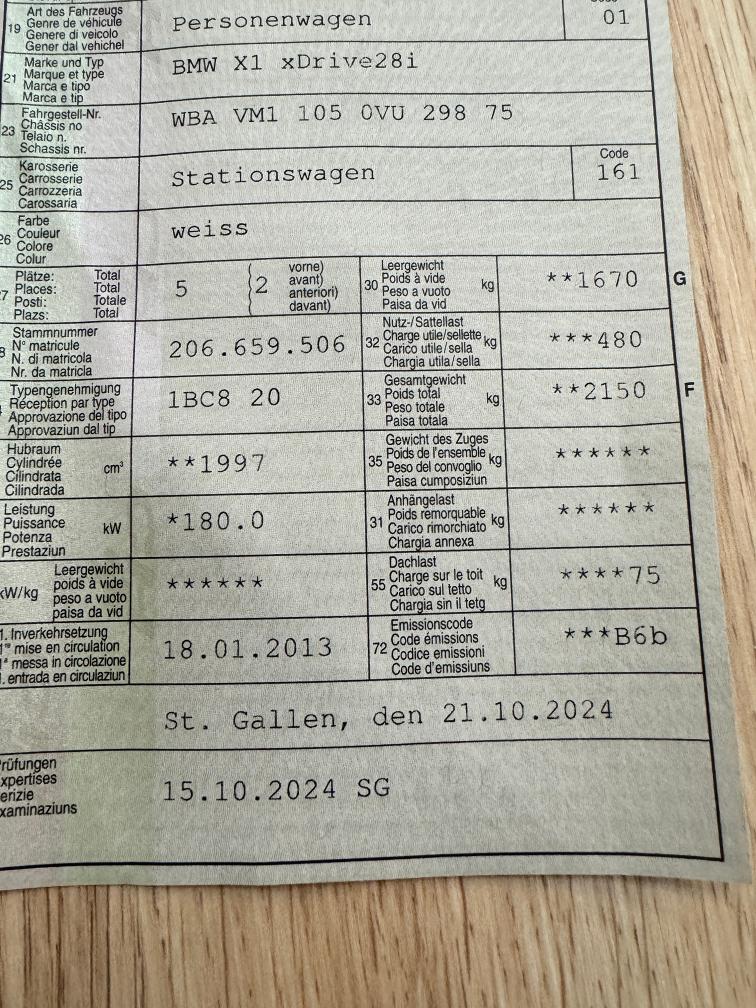 Art des Fahrzeugs
19 Genre de véhicule
Genere di veicolo
Gener dal vehichel
Personenwagen
01
Marke und Typ
21 Marque et type
Marca e tipo
Marca e tip
BMW X1 xDrive28i
Fahrgestell-Nr.
23 Châssis no
Telaio n.
Schassis nr.
WBA VM1 105 0VU 298 75
Karosserie
25 Carrosserie
Carrozzeria
Carossaria
Stationswagen
Code
161
Farbe
26 Couleur
Colore
Colur
weiss
Plätze: Total
7 Places: Total
Posti: Totale
Plazs: Total
5 (2 vorne)
avant)
anteriori)
davant)
Leergewicht
30 Poids à vide kg
Peso a vuoto
Paisa da vid
**1670 G
Stammnummer
8 N° matricule
N. di matricola
Nr. da matricla
206.659.506
Nutz-/Sattellast
32 Charge utile/sellette kg
Carico utile/sella
Chargia utila/sella
***480
Typengenehmigung
Réception par type
Approvazione del tipo
Approvaziun dal tip
1BC8 20
Gesamtgewicht
33 Poids total kg
Peso totale
Paisa totala
**2150 F
Hubraum
Cylindrée cm³
Cilindrata
Cilindrada
**1997
Gewicht des Zuges
35 Poids de l'ensemble kg
Peso del convoglio
Paisa cumposiziun
******
Leistung
Puissance kW
Potenza
Prestaziun
*180.0
Anhängelast
31 Poids remorquable kg
Carico rimorchiato
Chargia annexa
******
Leergewicht
kW/kg poids à vide
peso a vuoto
paisa da vid
******
Dachlast
55 Charge sur le toit kg
Carico sul tetto
Chargia sin il tetg
****75
1. Inverkehrsetzung
1re mise en circulation
1a messa in circolazione
1. entrada en circulaziun
18.01.2013
Emissionscode
72 Code émissions
Codice emissioni
Code d'emissiuns
***B6b
St. Gallen, den 21.10.2024
rüfungen
xpertises
erizie
xaminaziuns
15.10.2024 SG